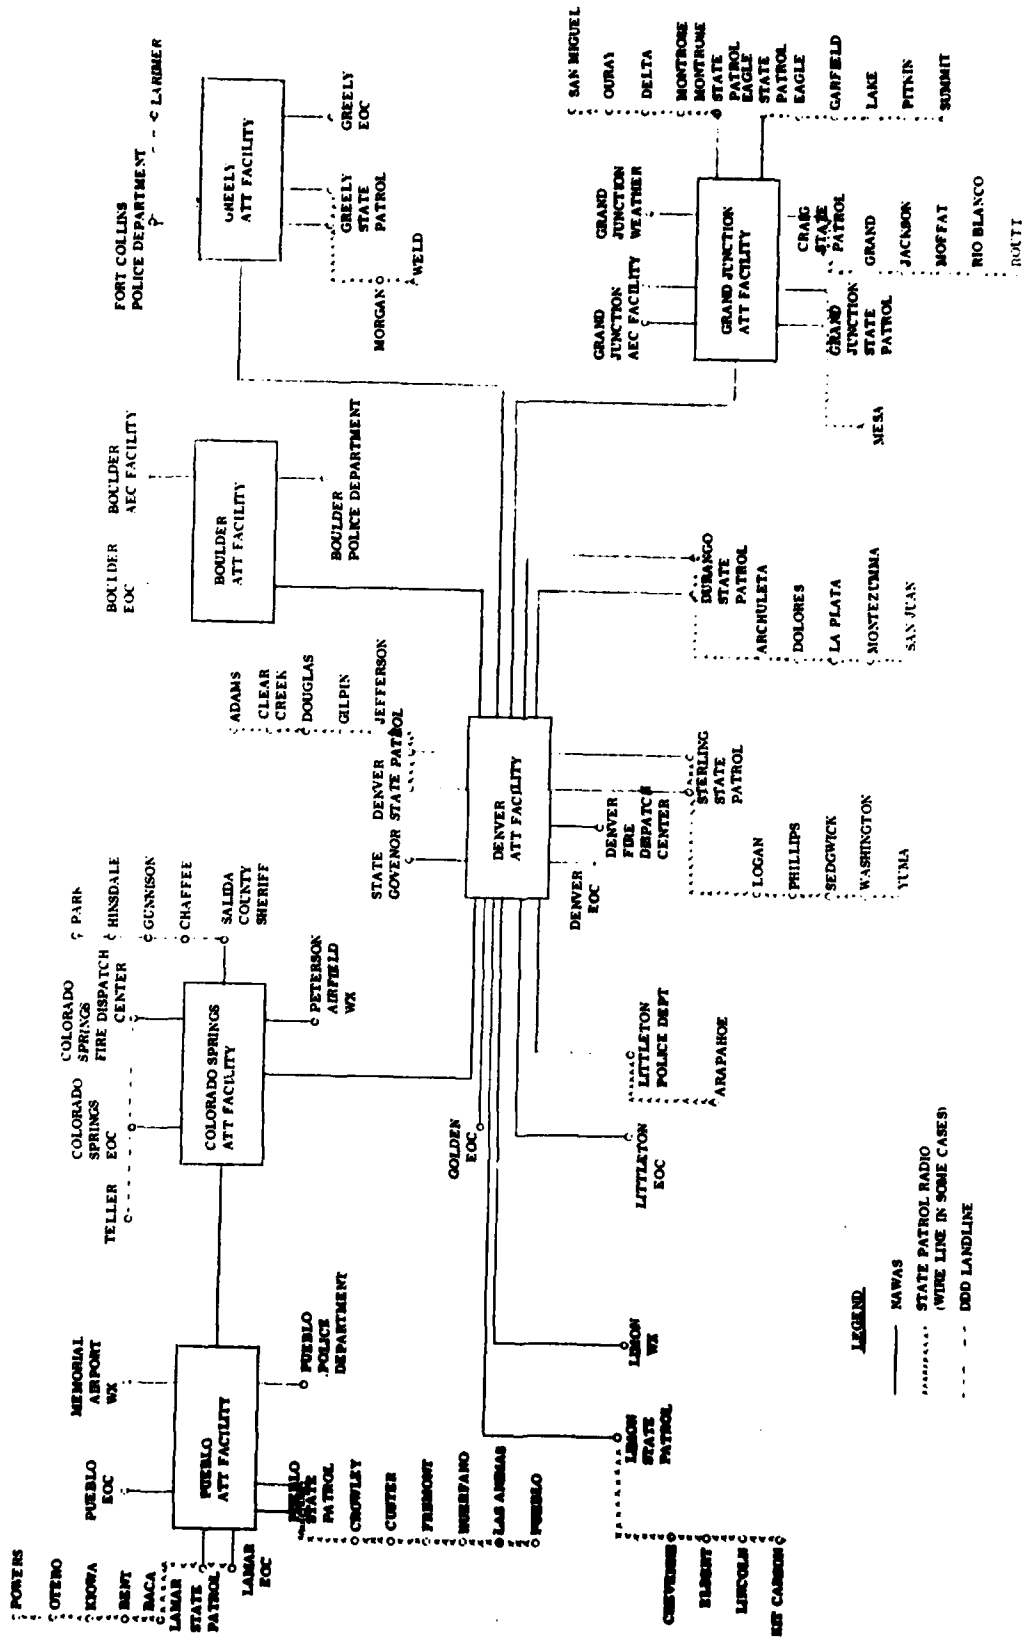 POWERS
OTERO
KIOWA
BENT
BACA
LAMAR
STATE
PATROL
LAMAR
EOC
PUEBLO
EOC
MEMORIAL
AIRPORT
WX
PUEBLO
ATT FACILITY
PUEBLO
POLICE
DEPARTMENT
PUEBLO
STATE
PATROL
CROWLEY
CUSTER
FREMONT
HUERFANO
LAS ANIMAS
PUEBLO
TELLER
COLORADO
SPRINGS
EOC
COLORADO
SPRINGS
FIRE DISPATCH
CENTER
PARK
HINSDALE
GUNNISON
CHAFFEE
SALIDA
COUNTY
SHERIFF
COLORADO SPRINGS
ATT FACILITY
PETERSON
AIRFIELD
WX
BOULDER
EOC
BOULDER
AEC FACILITY
BOULDER
ATT FACILITY
BOULDER
POLICE DEPARTMENT
FORT COLLINS
POLICE DEPARTMENT
LARIMER
GREELY
ATT FACILITY
GREELY
EOC
GREELY
STATE
PATROL
MORGAN
WELD
ADAMS
CLEAR
CREEK
DOUGLAS
GILPIN
JEFFERSON
STATE
GOVENOR
DENVER
STATE PATROL
DENVER
ATT FACILITY
DENVER
EOC
DENVER
FIRE
DISPATCH
CENTER
STERLING
STATE
PATROL
LOGAN
PHILLIPS
SEDGWICK
WASHINGTON
YUMA
DURANGO
STATE
PATROL
ARCHULETA
DOLORES
LA PLATA
MONTEZUMMA
SAN JUAN
GOLDEN
EOC
LITTLETON
EOC
LITTLETON
POLICE DEPT
ARAPAHOE
LIMON
WX
LIMON
STATE
PATROL
CHEYENNE
ELBERT
LINCOLN
KIT CARSON
GRAND
JUNCTION
AEC FACILITY
GRAND
JUNCTION
WEATHER
GRAND JUNCTION
ATT FACILITY
SAN MIGUEL
OURAY
DELTA
MONTROSE
MONTROSE
STATE
PATROL
EAGLE
STATE
PATROL
EAGLE
GARFIELD
LAKE
PITKIN
SUMMIT
CRAIG
STATE
PATROL
GRAND
JACKSON
MOFFAT
RIO BLANCO
ROUTT
GRAND
JUNCTION
STATE
PATROL
MESA
LEGEND
NAWAS
STATE PATROL RADIO
(WIRE LINE IN SOME CASES)
DDD LANDLINE